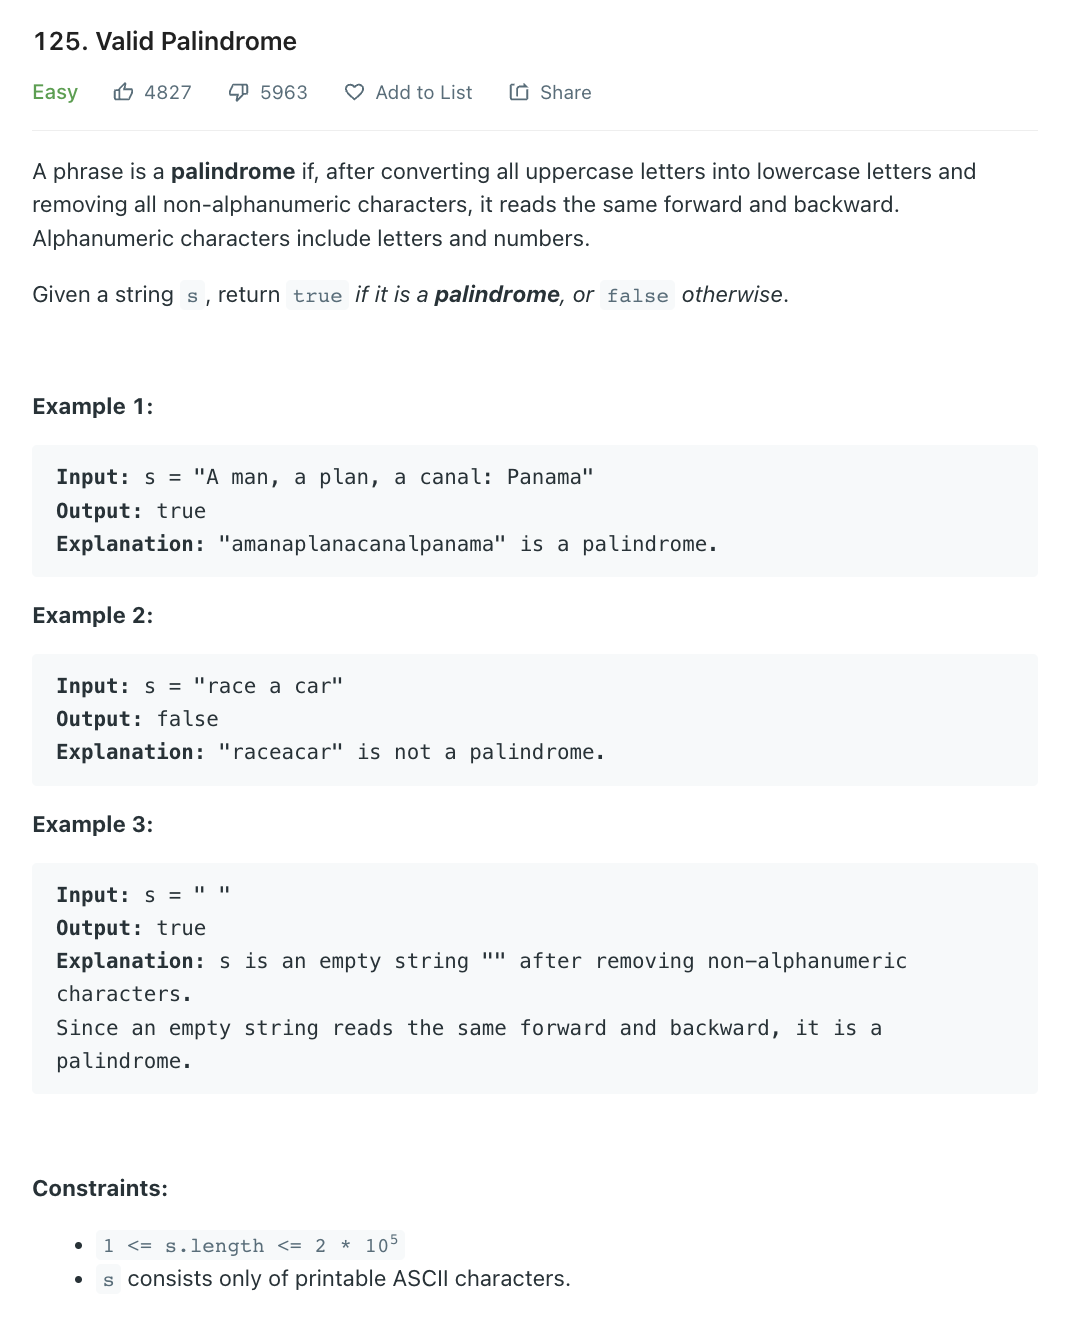 125. Valid Palindrome
Easy 4827 5963 Add to List Share
A phrase is a palindrome if, after converting all uppercase letters into lowercase letters and
removing all non-alphanumeric characters, it reads the same forward and backward.
Alphanumeric characters include letters and numbers.
Given a string s, return true if it is a palindrome, or false otherwise.
Example 1:
Input: s = "A man, a plan, a canal: Panama"
Output: true
Explanation: "amanaplanacanalpanama" is a palindrome.
Example 2:
Input: s = "race a car"
Output: false
Explanation: "raceacar" is not a palindrome.
Example 3:
Input: s = " "
Output: true
Explanation: s is an empty string "" after removing non-alphanumeric
characters.
Since an empty string reads the same forward and backward, it is a
palindrome.
Constraints:
• 1 <= s.length <= 2 * 10⁵
• s consists only of printable ASCII characters.